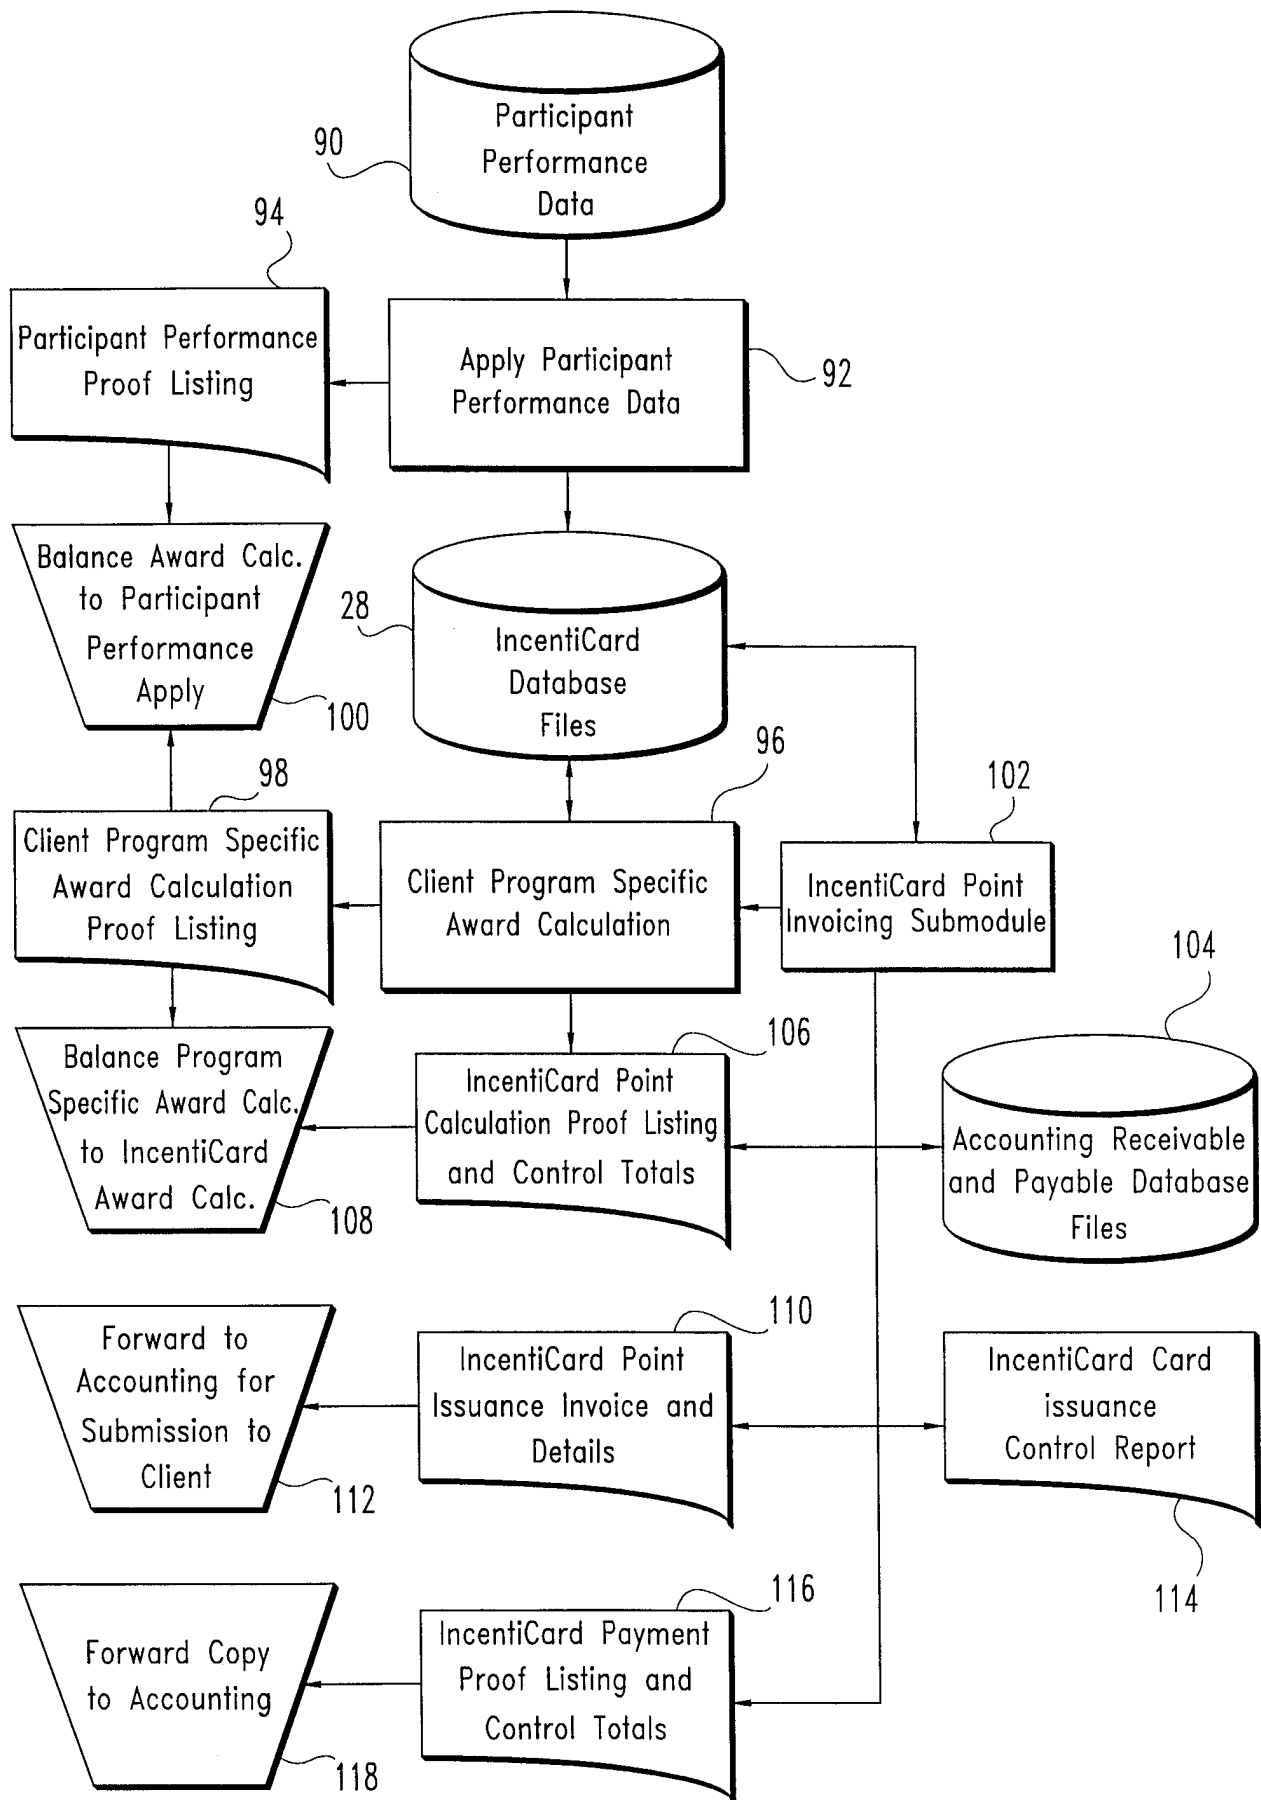 Participant
Performance
Data
90
94
Participant Performance
Proof Listing
Apply Participant
Performance Data
92
Balance Award Calc.
to Participant
Performance
Apply
100
28
IncentiCard
Database
Files
98
Client Program Specific
Award Calculation
Proof Listing
96
Client Program Specific
Award Calculation
102
IncentiCard Point
Invoicing Submodule
104
Accounting Receivable
and Payable Database
Files
Balance Program
Specific Award Calc.
to IncentiCard
Award Calc.
108
106
IncentiCard Point
Calculation Proof Listing
and Control Totals
Forward to
Accounting for
Submission to
Client
112
110
IncentiCard Point
Issuance Invoice and
Details
IncentiCard Card
issuance
Control Report
114
Forward Copy
to Accounting
118
116
IncentiCard Payment
Proof Listing and
Control Totals